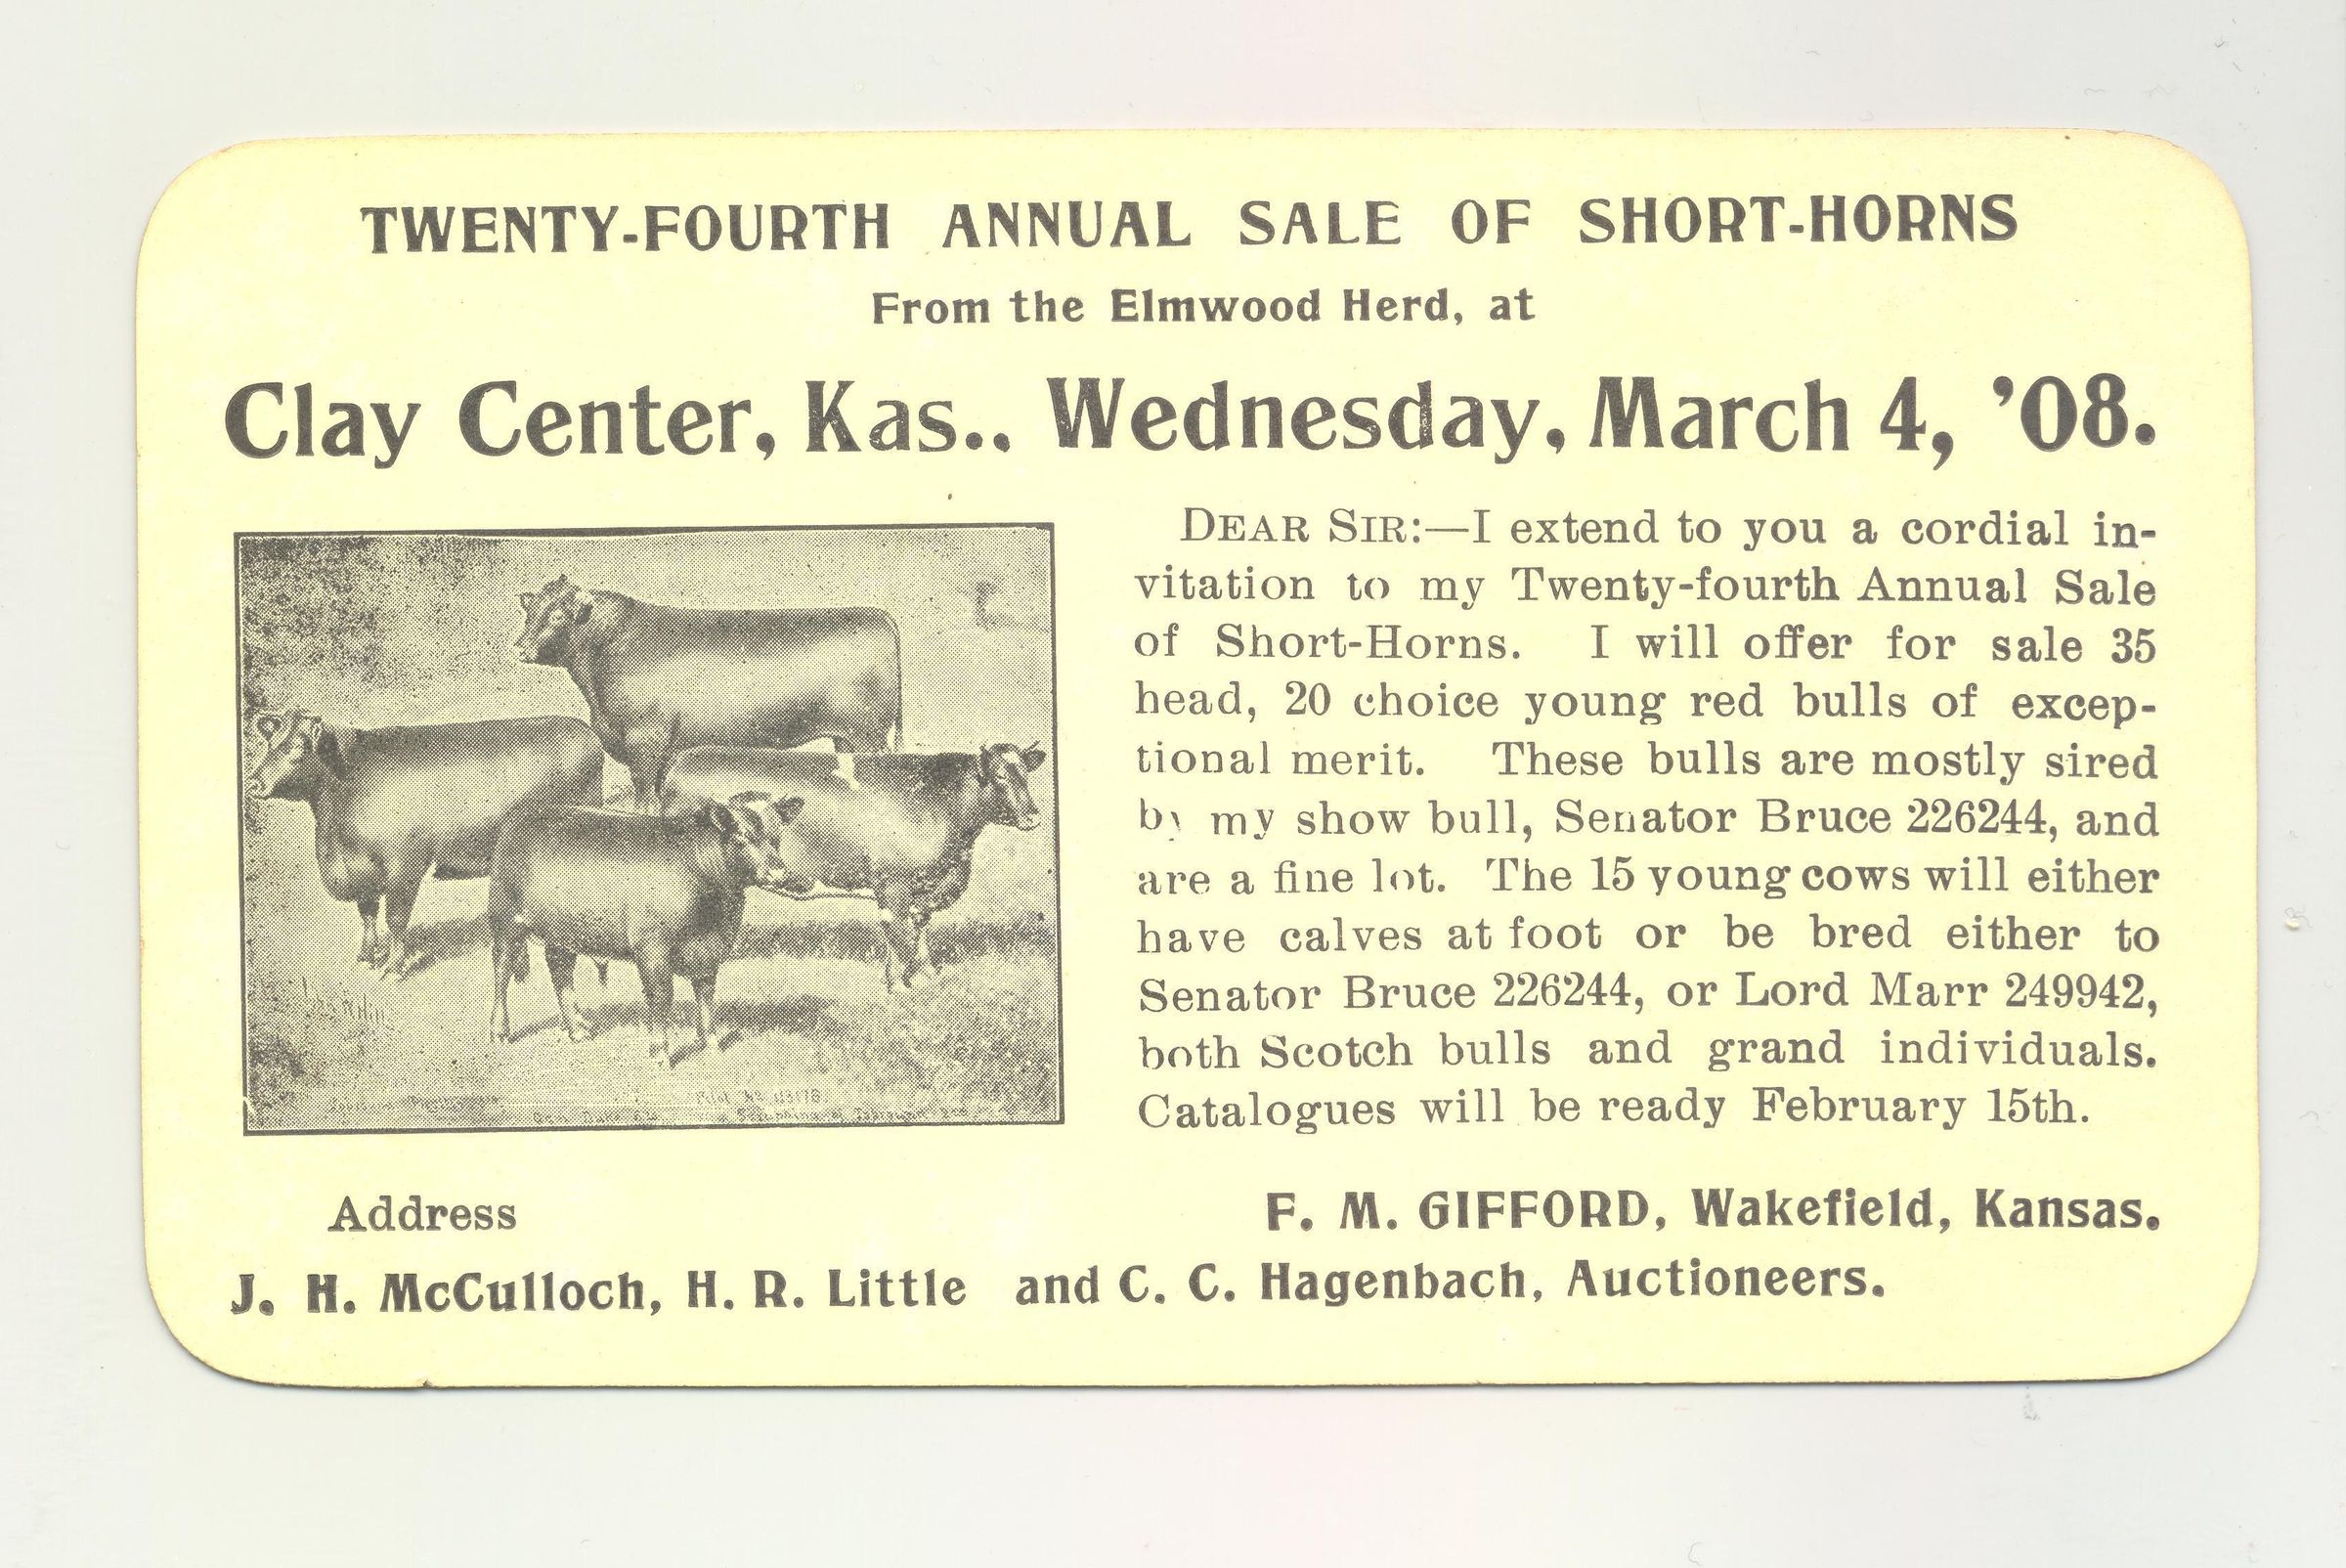 TWENTY-FOURTH ANNUAL SALE OF SHORT-HORNS
From the Elmwood Herd, at
Clay Center, Kas., Wednesday, March 4, '08.
DEAR SIR:—I extend to you a cordial in-
vitation to my Twenty-fourth Annual Sale
of Short-Horns. I will offer for sale 35
head, 20 choice young red bulls of excep-
tional merit. These bulls are mostly sired
by my show bull, Senator Bruce 226244, and
are a fine lot. The 15 young cows will either
have calves at foot or be bred either to
Senator Bruce 226244, or Lord Marr 249942,
both Scotch bulls and grand individuals.
Catalogues will be ready February 15th.
Hills
Pilot No 113178
Address
F. M. GIFFORD, Wakefield, Kansas.
J. H. McCulloch, H. R. Little and C. C. Hagenbach, Auctioneers.